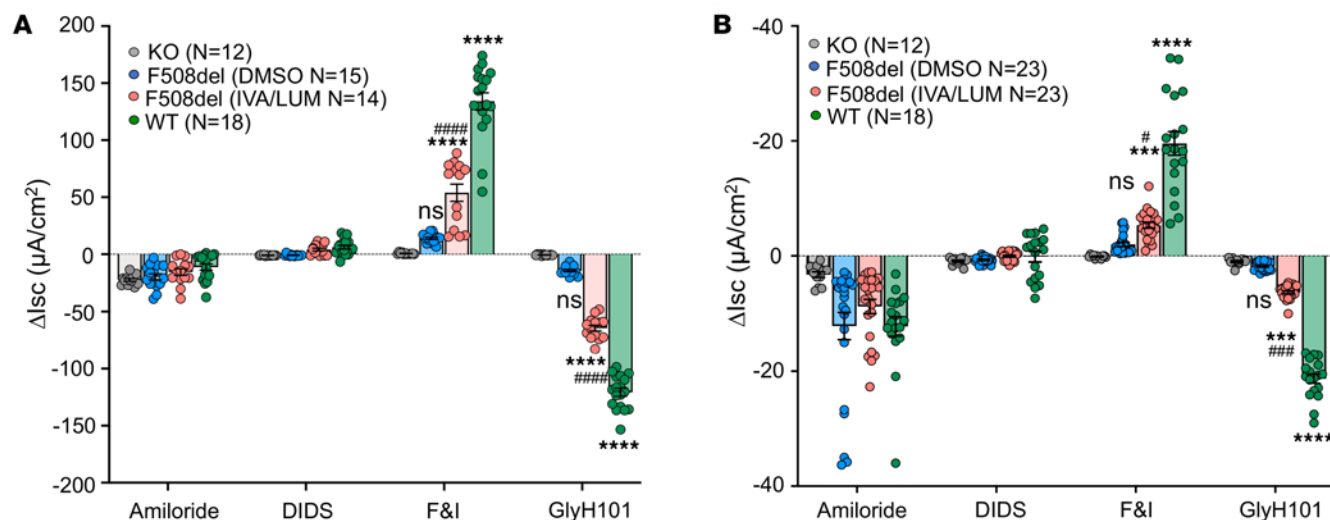 A
200
150
100
50
0
-50
-100
-150
-200
ΔIsc (μA/cm²)
KO (N=12)
F508del (DMSO N=15)
F508del (IVA/LUM N=14)
WT (N=18)
ns
####
****
****
ns
****
####
****
Amiloride
DIDS
F&I
GlyH101
B
-40
-20
0
-20
-40
ΔIsc (μA/cm²)
KO (N=12)
F508del (DMSO N=23)
F508del (IVA/LUM N=23)
WT (N=18)
ns
#
***
****
ns
***
###
****
Amiloride
DIDS
F&I
GlyH101